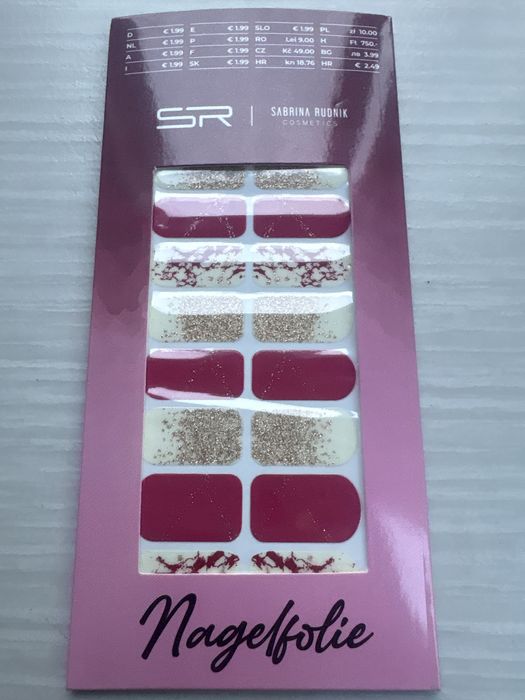 D € 1.99 E € 1.99 SLO € 1.99 PL zł 10.00
NL € 1.99 P € 1.99 RO Lei 9.00 H Ft 750,-
A € 1.99 F € 1.99 CZ Kč 49.00 BG лв 3.99
I € 1.99 SK € 1.99 HR kn 18.76 HR € 2.49
SR | SABRINA RUDNIK
COSMETICS
Nagelfolie